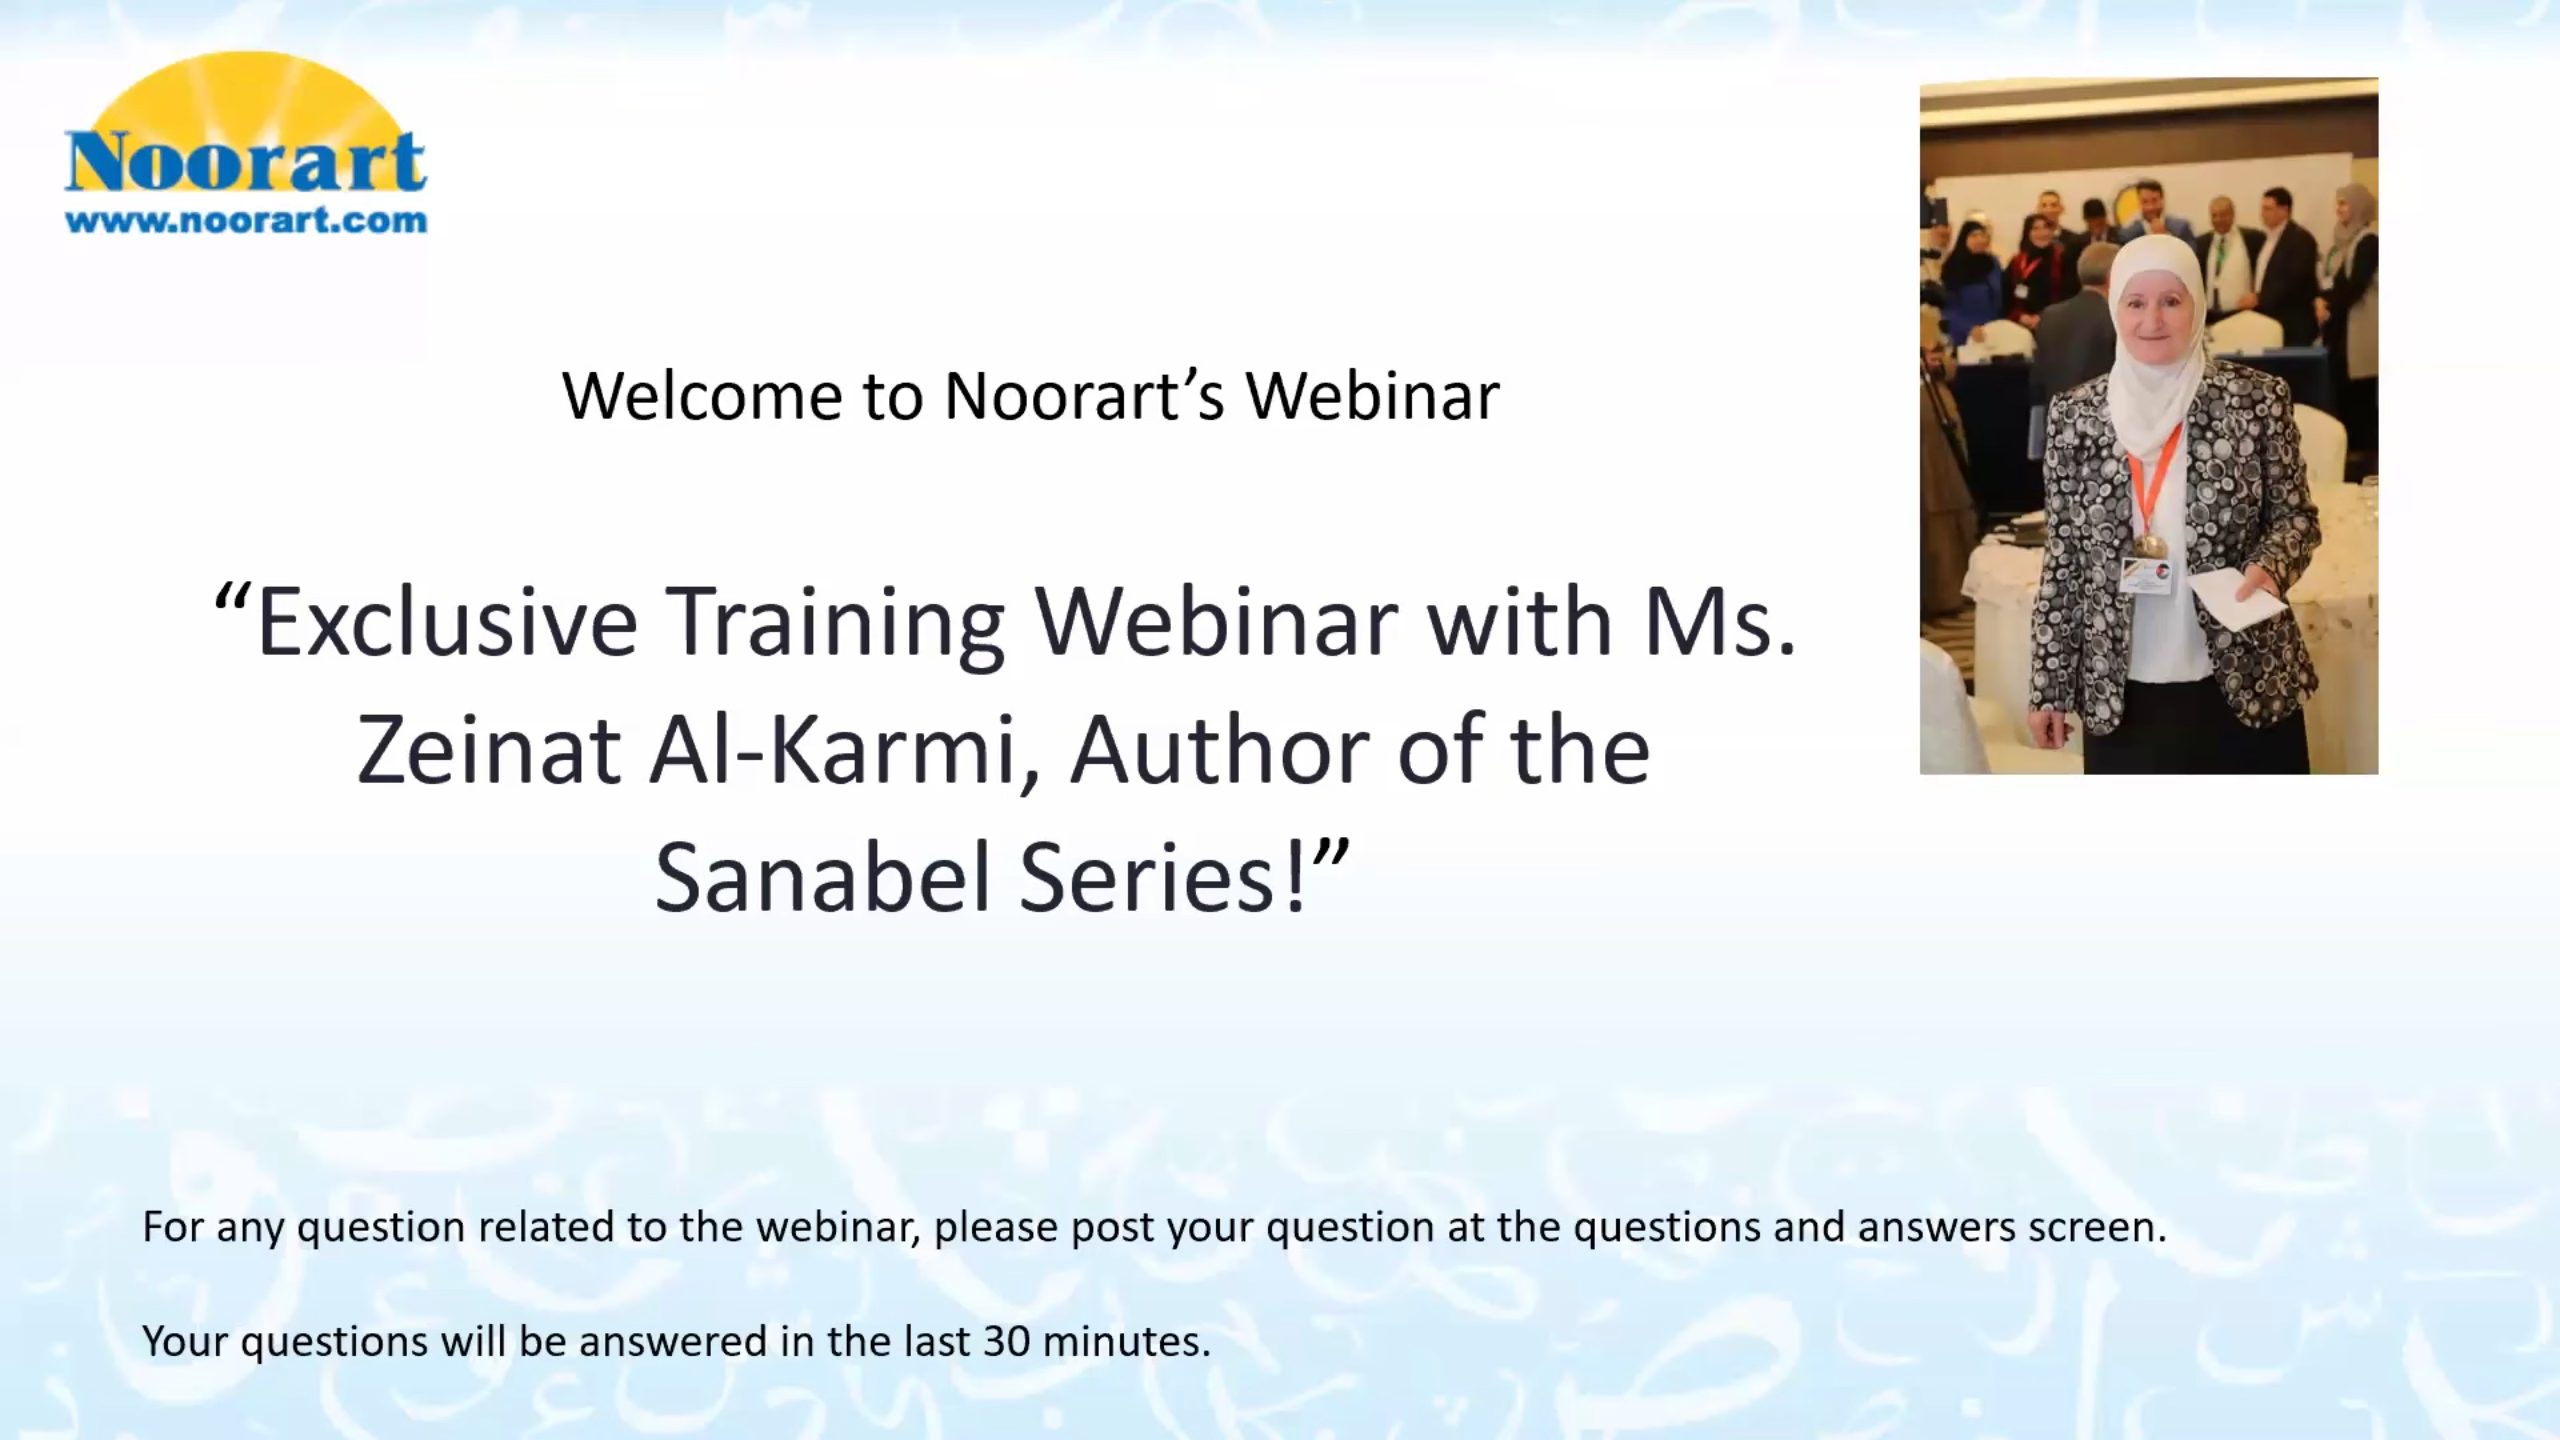 Noorart
www.noorart.com
Welcome to Noorart’s Webinar
“Exclusive Training Webinar with Ms.
Zeinat Al-Karmi, Author of the
Sanabel Series!”
For any question related to the webinar, please post your question at the questions and answers screen.
Your questions will be answered in the last 30 minutes.